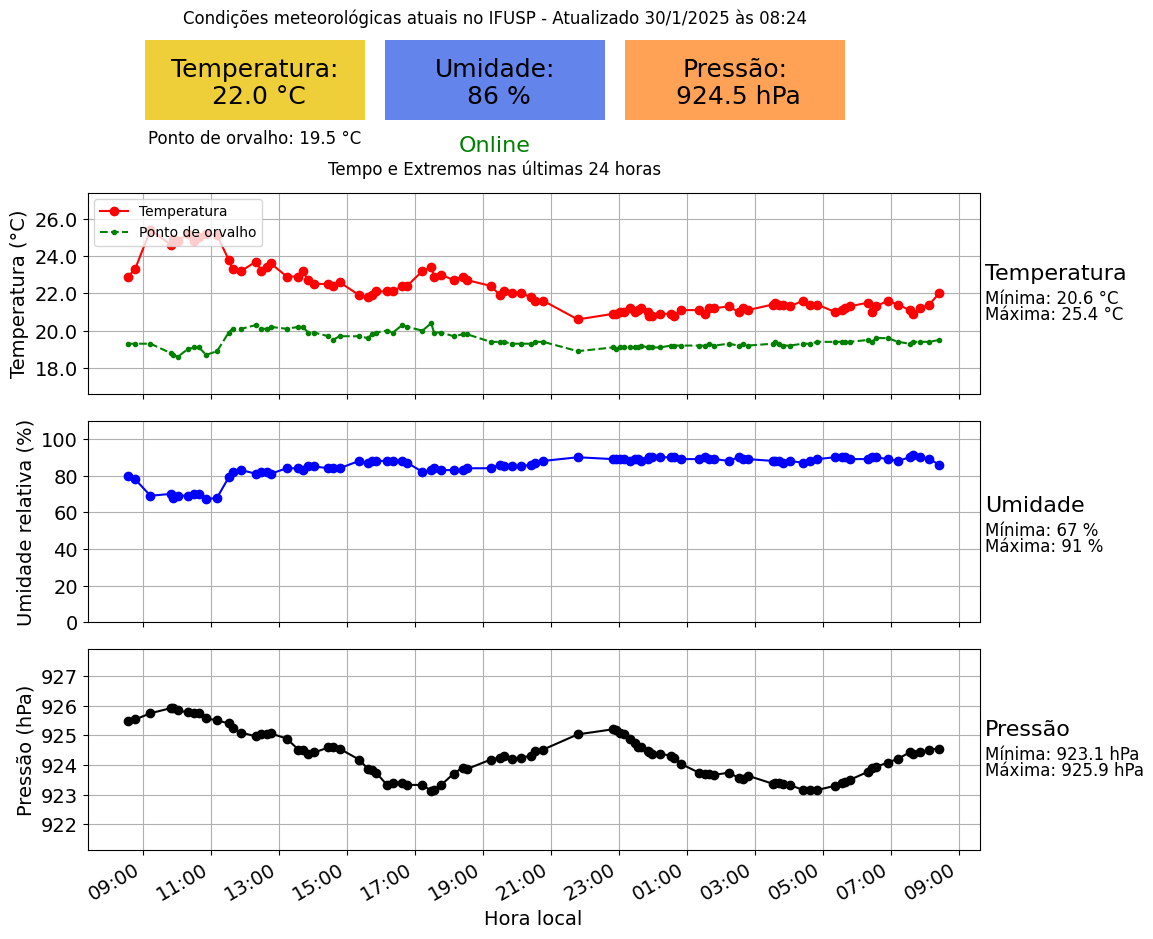 Condições meteorológicas atuais no IFUSP - Atualizado 30/1/2025 às 08:24
Temperatura:
22.0 °C
Umidade:
86 %
Pressão:
924.5 hPa
Ponto de orvalho: 19.5 °C
Online
Tempo e Extremos nas últimas 24 horas
Temperatura (°C)
26.0
24.0
22.0
20.0
18.0
Temperatura
Ponto de orvalho
Temperatura
Mínima: 20.6 °C
Máxima: 25.4 °C
Umidade relativa (%)
100
80
60
40
20
0
Umidade
Mínima: 67 %
Máxima: 91 %
Pressão (hPa)
927
926
925
924
923
922
Pressão
Mínima: 923.1 hPa
Máxima: 925.9 hPa
09:00 11:00 13:00 15:00 17:00 19:00 21:00 23:00 01:00 03:00 05:00 07:00 09:00
Hora local